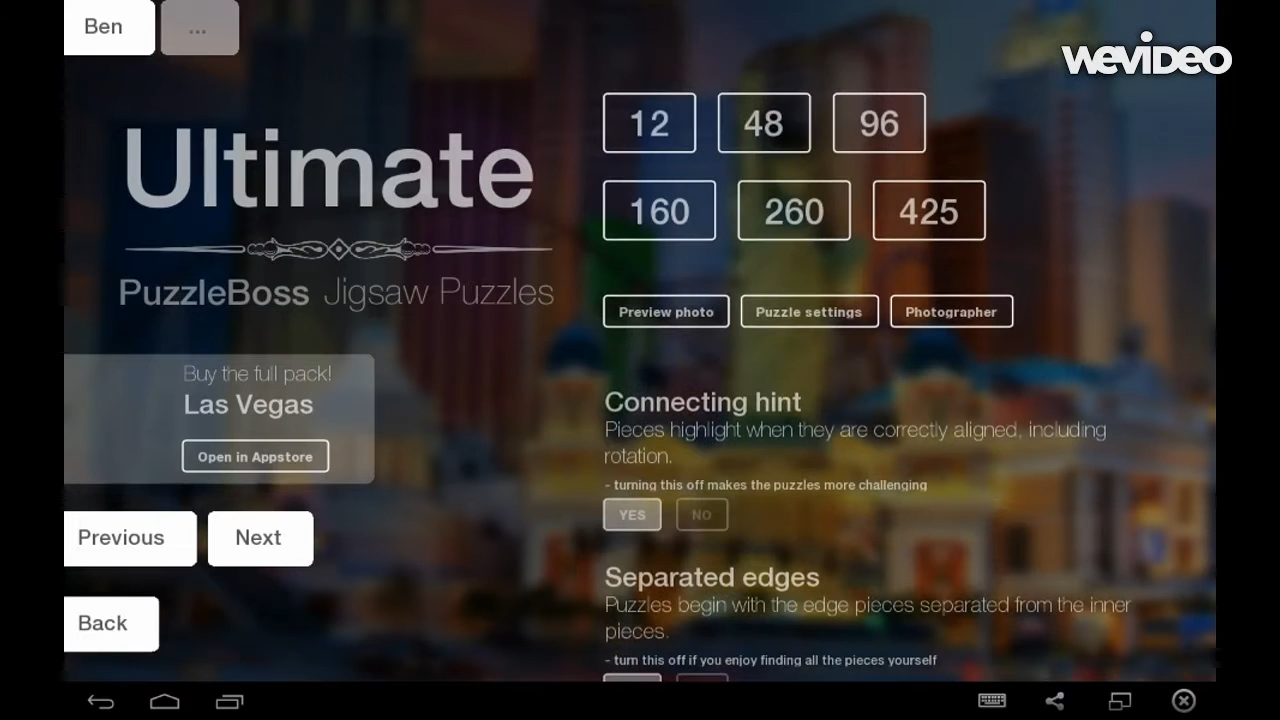 Ben
...
wevideo
Ultimate
PuzzleBoss Jigsaw Puzzles
Buy the full pack!
Las Vegas
Open in Appstore
Previous
Next
Back
12
48
96
160
260
425
Preview photo
Puzzle settings
Photographer
Connecting hint
Pieces highlight when they are correctly aligned, including
rotation.
- turning this off makes the puzzles more challenging
YES
NO
Separated edges
Puzzles begin with the edge pieces separated from the inner
pieces.
- turn this off if you enjoy finding all the pieces yourself